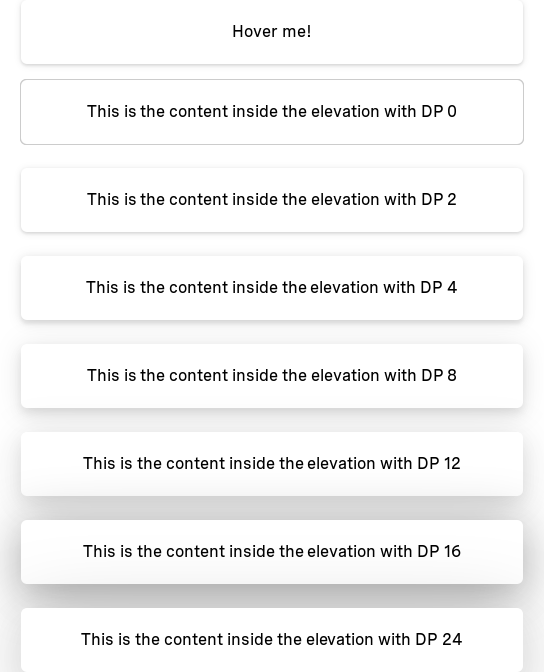 Hover me!
This is the content inside the elevation with DP 0
This is the content inside the elevation with DP 2
This is the content inside the elevation with DP 4
This is the content inside the elevation with DP 8
This is the content inside the elevation with DP 12
This is the content inside the elevation with DP 16
This is the content inside the elevation with DP 24